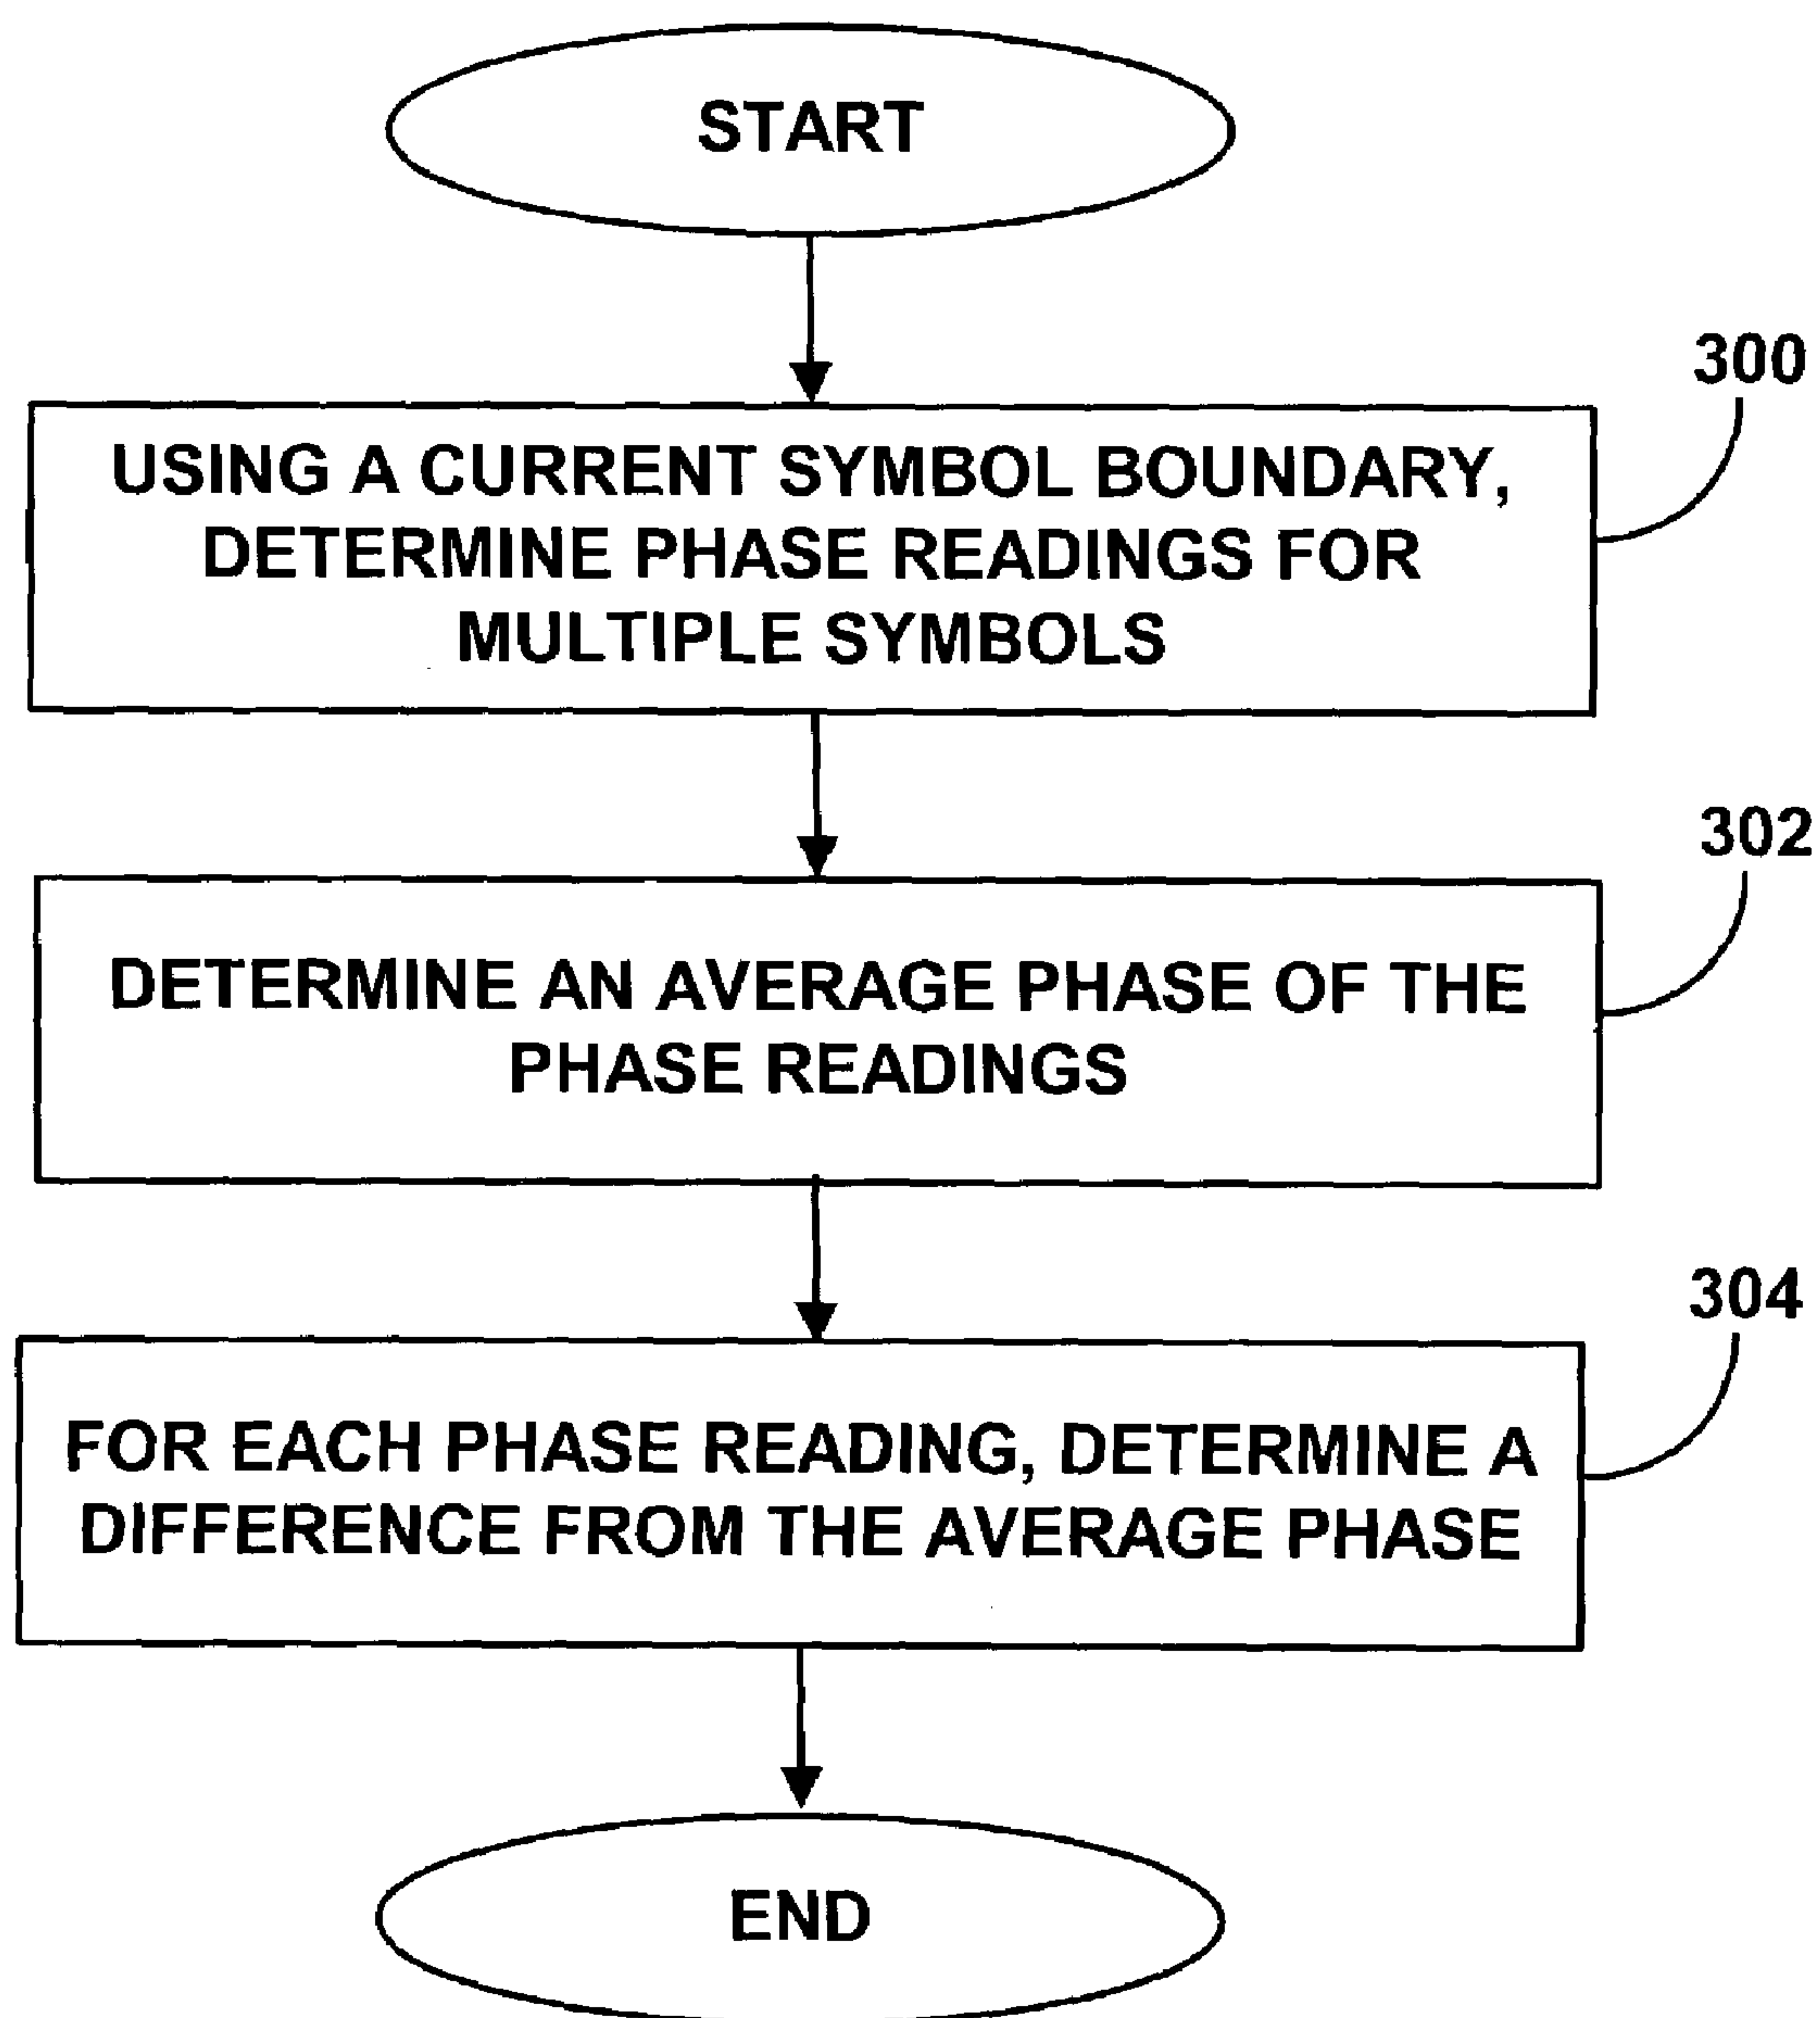 START
300
USING A CURRENT SYMBOL BOUNDARY,
DETERMINE PHASE READINGS FOR
MULTIPLE SYMBOLS
302
DETERMINE AN AVERAGE PHASE OF THE
PHASE READINGS
304
FOR EACH PHASE READING, DETERMINE A
DIFFERENCE FROM THE AVERAGE PHASE
END